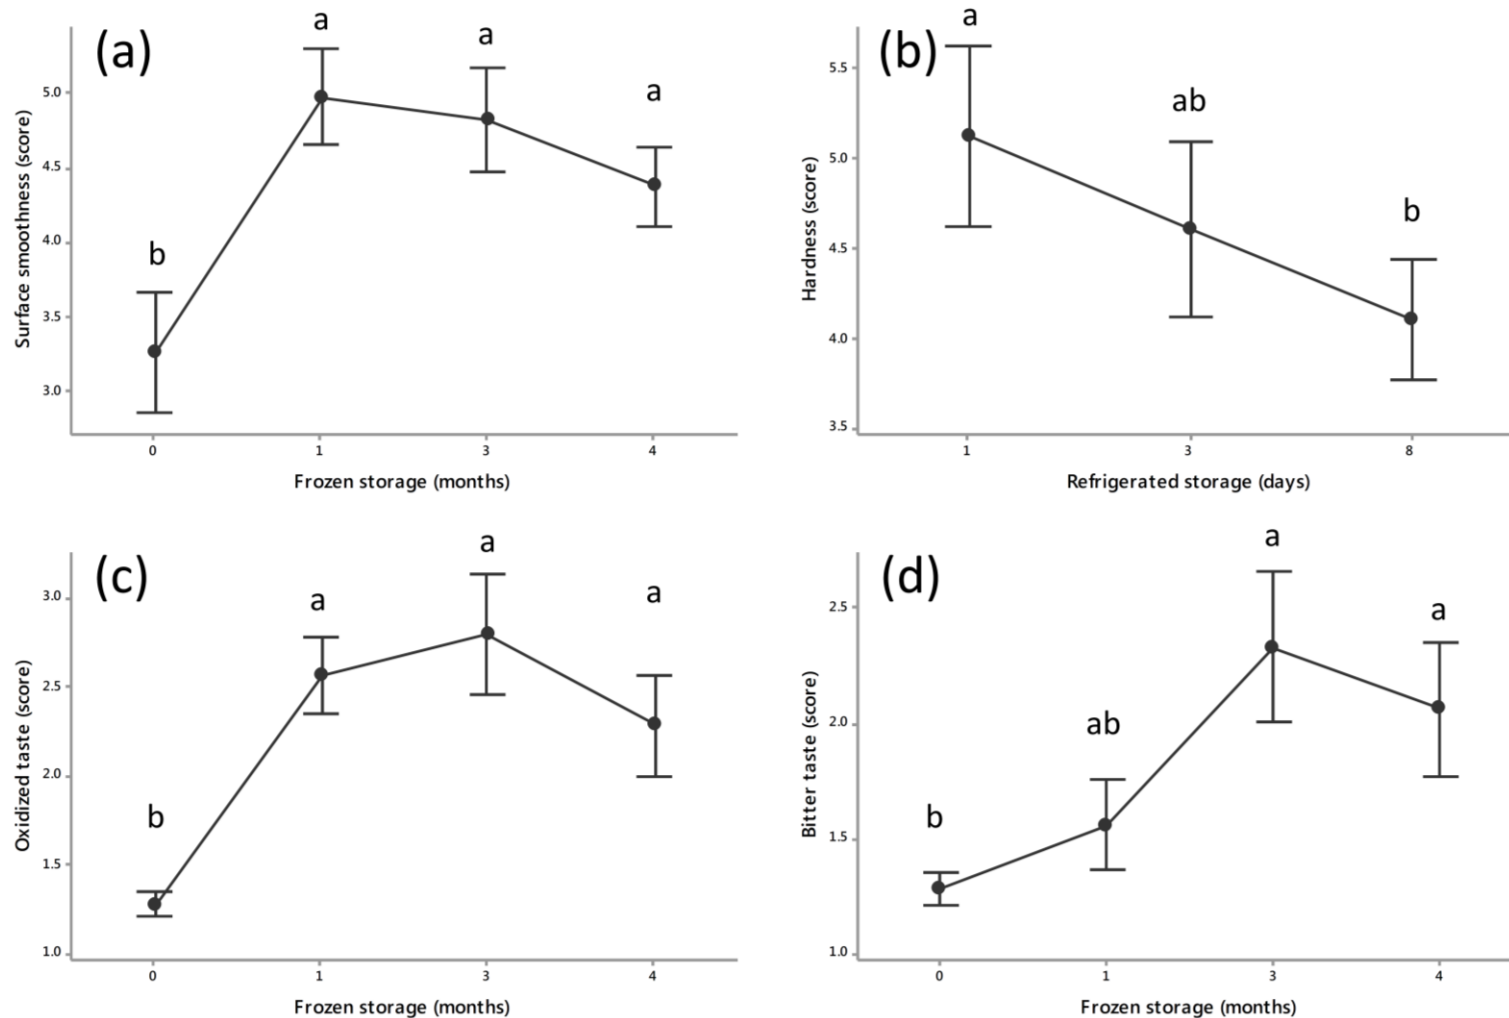 (a)
a
a
a
b
Surface smoothness (score)
5.0
4.5
4.0
3.5
3.0
0 1 3 4
Frozen storage (months)
(b)
a
ab
b
Hardness (score)
5.5
5.0
4.5
4.0
3.5
1 3 8
Refrigerated storage (days)
(c)
a
a
a
b
Oxidized taste (score)
3.0
2.5
2.0
1.5
1.0
0 1 3 4
Frozen storage (months)
(d)
a
a
ab
b
Bitter taste (score)
2.5
2.0
1.5
1.0
0 1 3 4
Frozen storage (months)